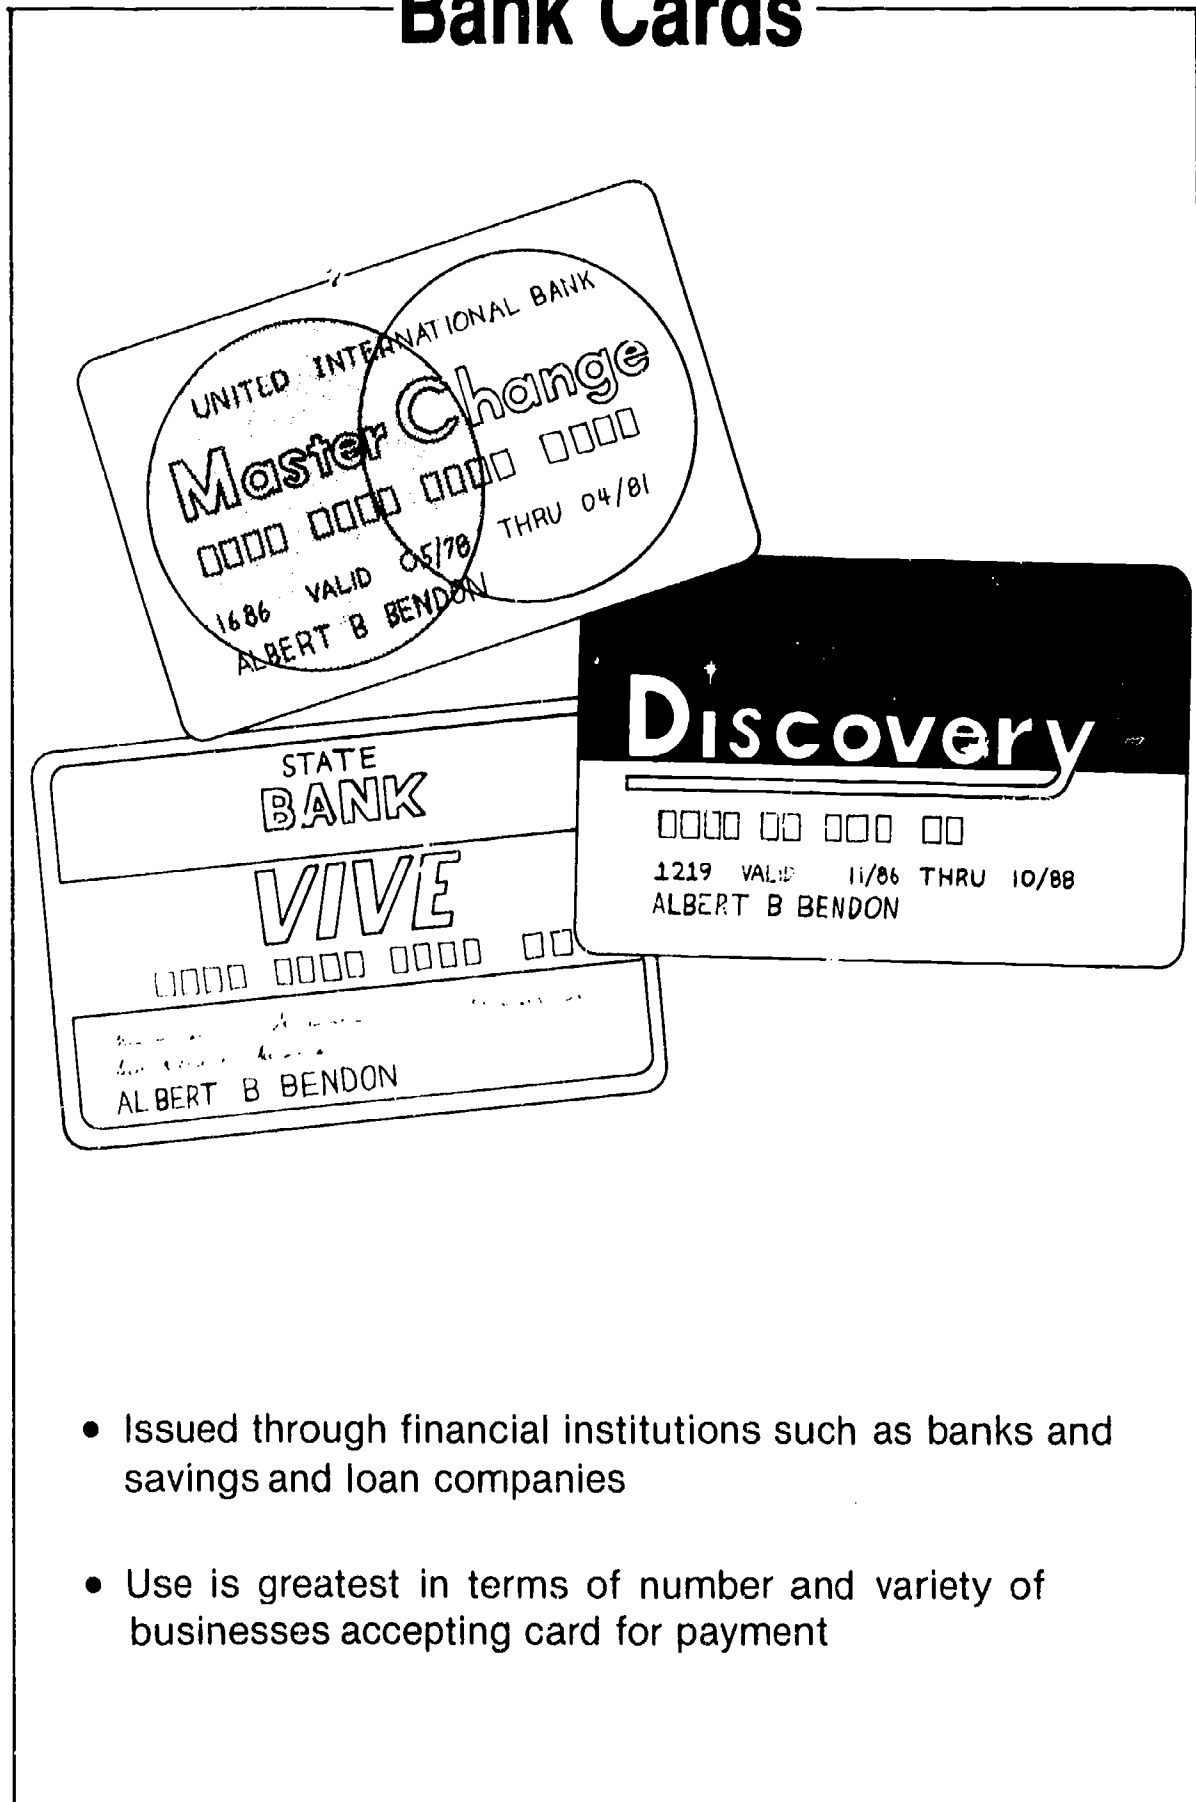 Bank Cards
UNITED INTERNATIONAL BANK
Master Change
1686 VALID 05/78 THRU 04/81
ALBERT B BENDON
Discovery
1219 VALID 11/86 THRU 10/88
ALBERT B BENDON
STATE
BANK
VIVE
ALBERT B BENDON
• Issued through financial institutions such as banks and
savings and loan companies
• Use is greatest in terms of number and variety of
businesses accepting card for payment